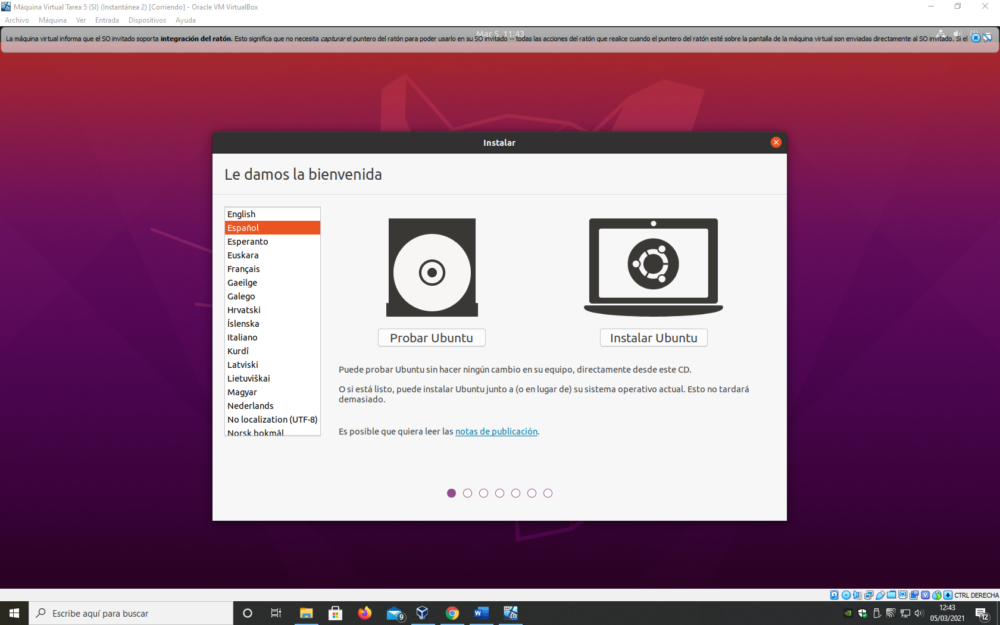 Máquina Virtual Tarea 5 (SI) (Instantánea 2) [Corriendo] - Oracle VM VirtualBox
Archivo Máquina Ver Entrada Dispositivos Ayuda
Mar 5 11:43
La máquina virtual informa que el SO invitado soporta integración del ratón. Esto significa que no necesita capturar el puntero del ratón para poder usarlo en su SO invitado -- todas las acciones del ratón que realice cuando el puntero del ratón esté sobre la pantalla de la máquina virtual son enviadas directamente al SO invitado. Si el
Instalar
Le damos la bienvenida
English
Español
Esperanto
Euskara
Français
Gaeilge
Galego
Hrvatski
Íslenska
Italiano
Kurdî
Latviski
Lietuviškai
Magyar
Nederlands
No localization (UTF-8)
Norsk bokmål
Probar Ubuntu
Instalar Ubuntu
Puede probar Ubuntu sin hacer ningún cambio en su equipo, directamente desde este CD.
O si está listo, puede instalar Ubuntu junto a (o en lugar de) su sistema operativo actual. Esto no tardará
demasiado.
Es posible que quiera leer las notas de publicación.
CTRL DERECHA
Escribe aquí para buscar
9
W
64
10
12:43
05/03/2021
12